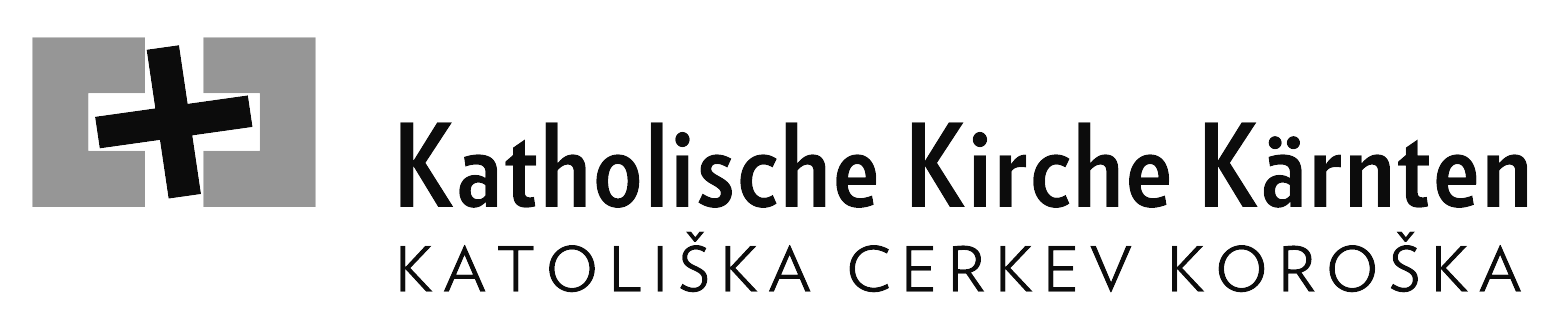 Katholische Kirche Kärnten
KATOLIŠKA CERKEV KOROŠKA